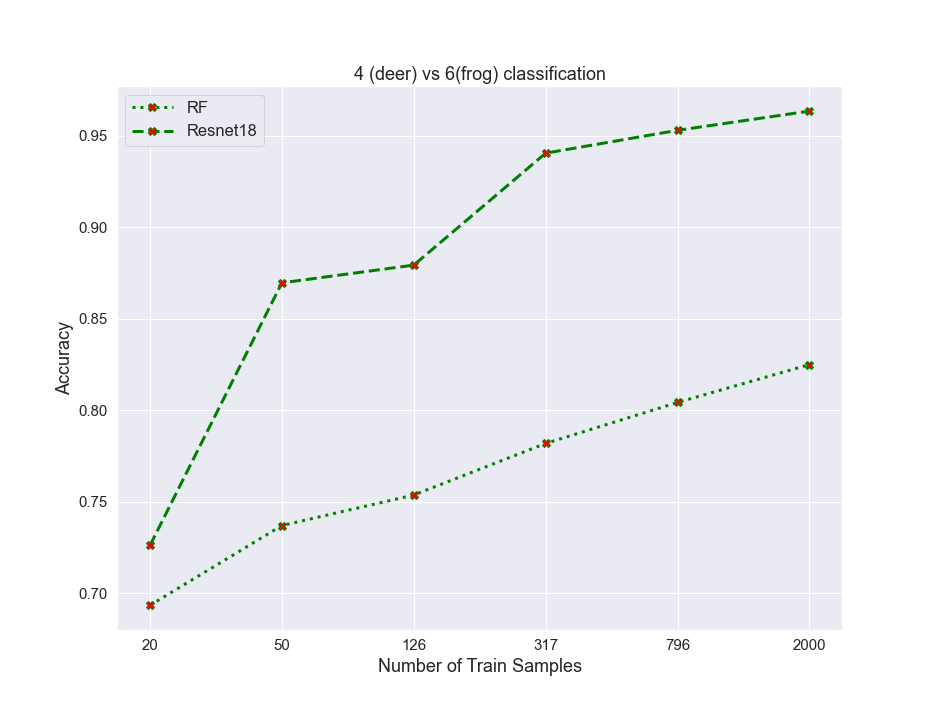 4 (deer) vs 6(frog) classification
RF
Resnet18
0.95
0.90
0.85
0.80
0.75
0.70
Accuracy
20 50 126 317 796 2000
Number of Train Samples